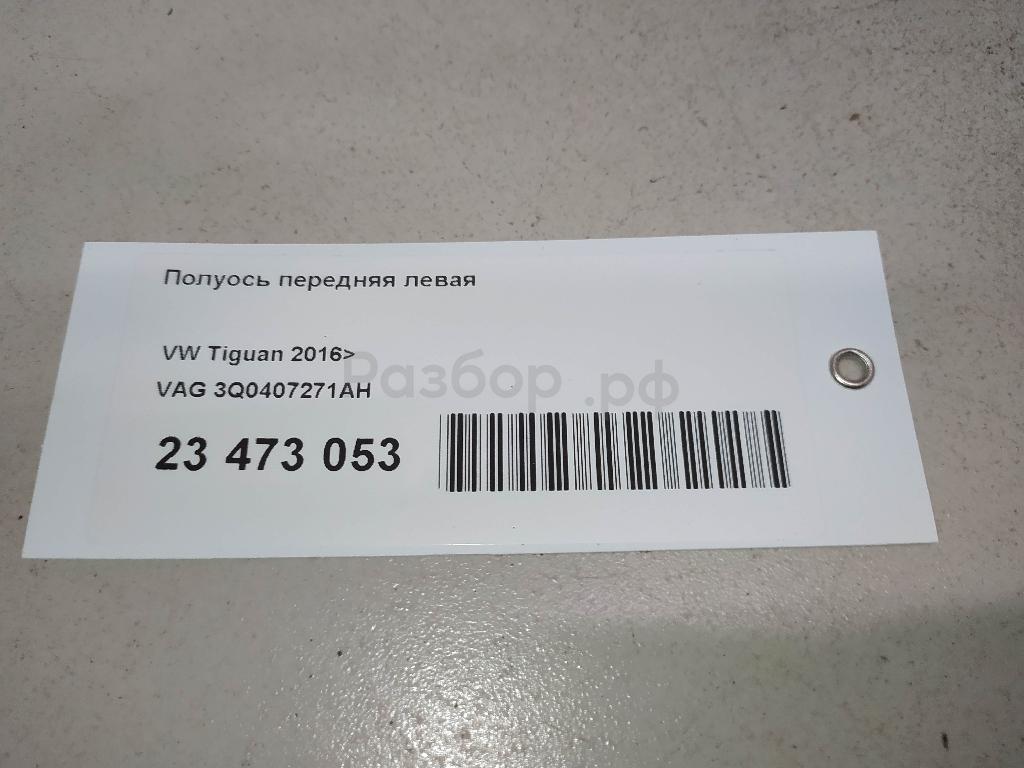 Полуось передняя левая
VW Tiguan 2016>
Разбор.рф
VAG 3Q0407271AH
23 473 053